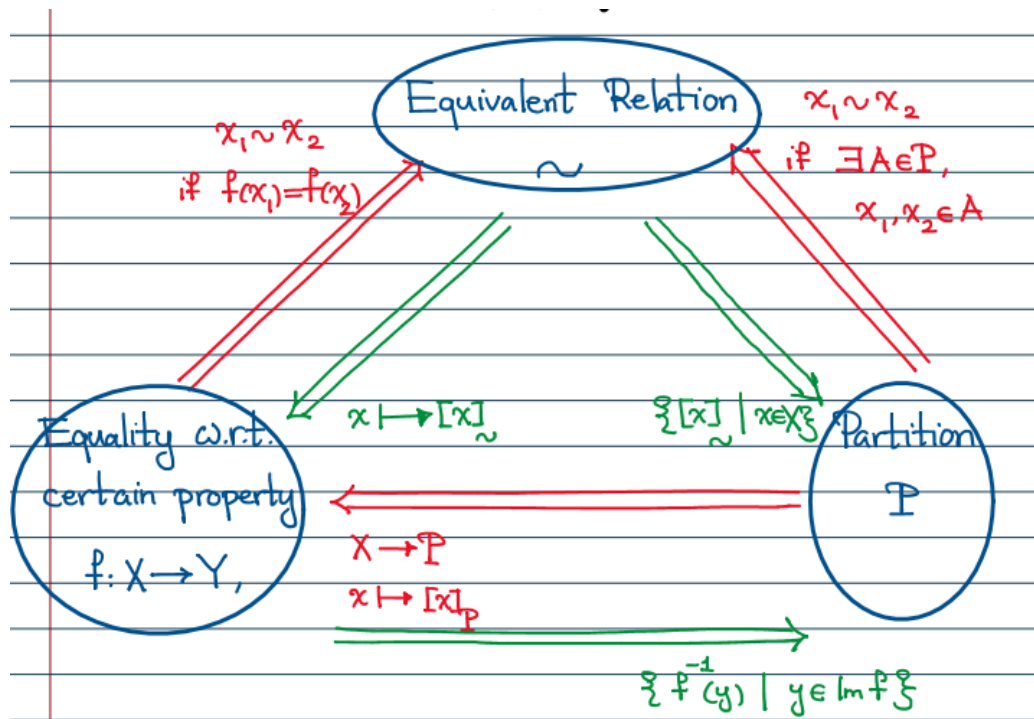 Equivalent Relation
~
x₁ ~ x₂
if f(x₁)=f(x₂)
x₁ ~ x₂
if ∃A∈ℙ,
x₁, x₂ ∈ A
x ↦ [x]~
{[x]~ | x∈X}
Equality w.r.t.
certain property
f: X → Y,
Partition
ℙ
X → ℙ
x ↦ [x]ℙ
{ f⁻¹(y) | y ∈ Im f }